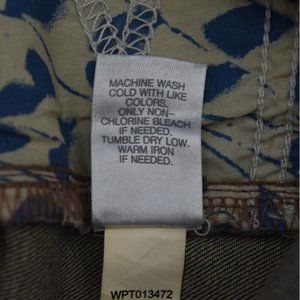 MACHINE WASH
COLD WITH LIKE
COLORS.
ONLY NON-
CHLORINE BLEACH
IF NEEDED.
TUMBLE DRY LOW.
WARM IRON
IF NEEDED.
WPT013472